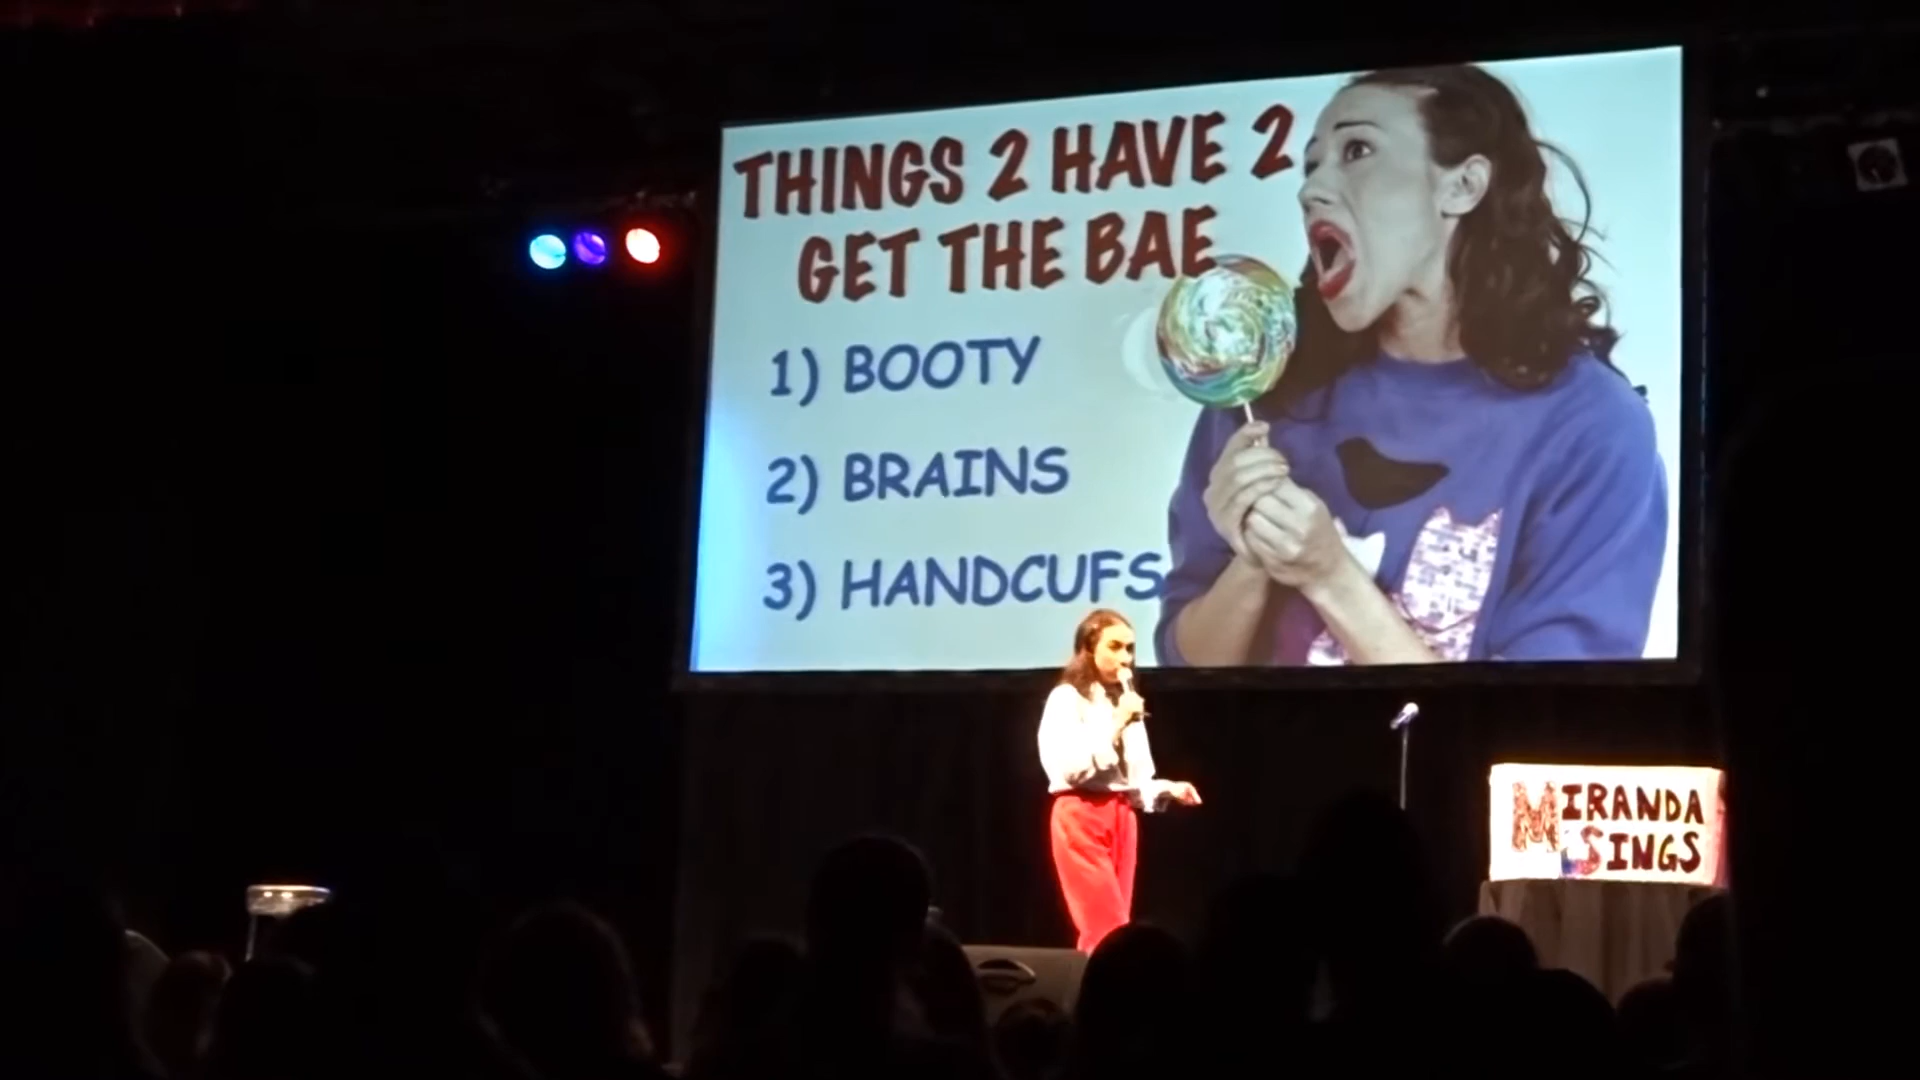 THINGS 2 HAVE 2
GET THE BAE
1) BOOTY
2) BRAINS
3) HANDCUFS
MIRANDA
SINGS